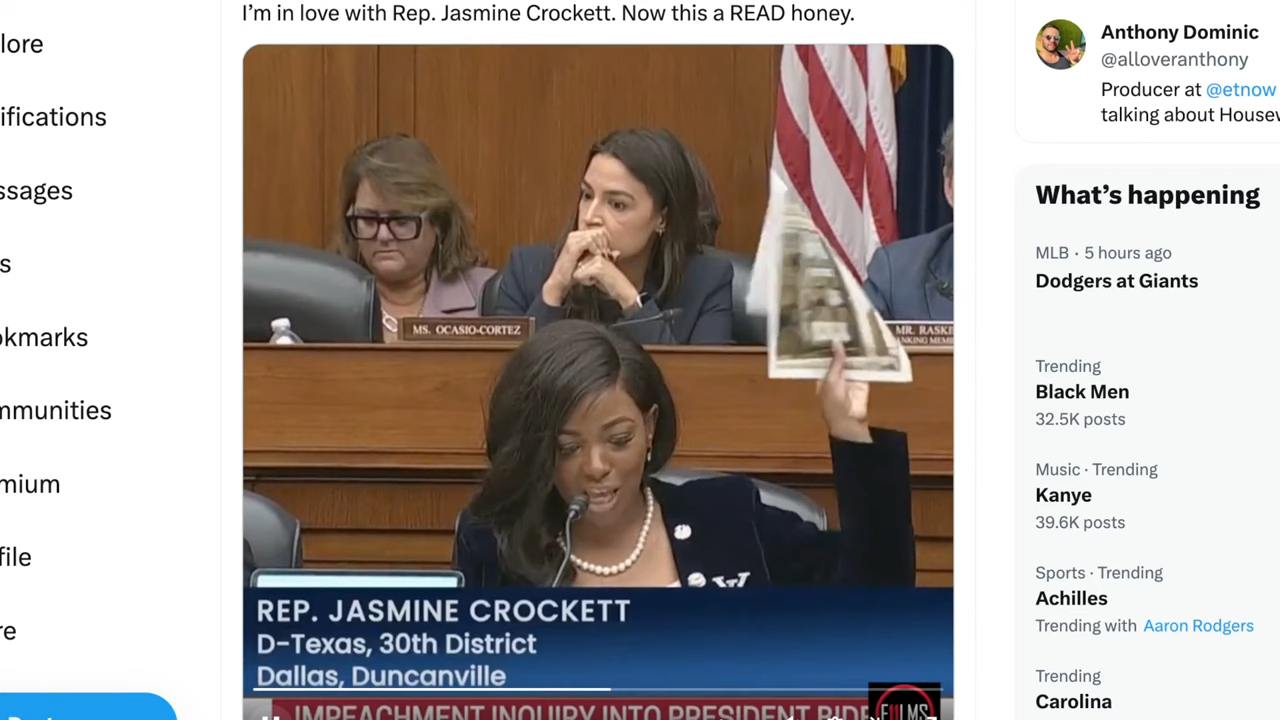 I'm in love with Rep. Jasmine Crockett. Now this a READ honey.
lore
ifications
ssages
s
okmarks
mmunities
mium
file
re
MS. OCASIO-CORTEZ
MR. RASKI
ANKING MEMB
REP. JASMINE CROCKETT
D-Texas, 30th District
Dallas, Duncanville
IMPEACHMENT INQUIRY INTO PRESIDENT BIDE
Anthony Dominic
@alloveranthony
Producer at @etnow
talking about Housew
What's happening
MLB · 5 hours ago
Dodgers at Giants
Trending
Black Men
32.5K posts
Music · Trending
Kanye
39.6K posts
Sports · Trending
Achilles
Trending with Aaron Rodgers
Trending
Carolina